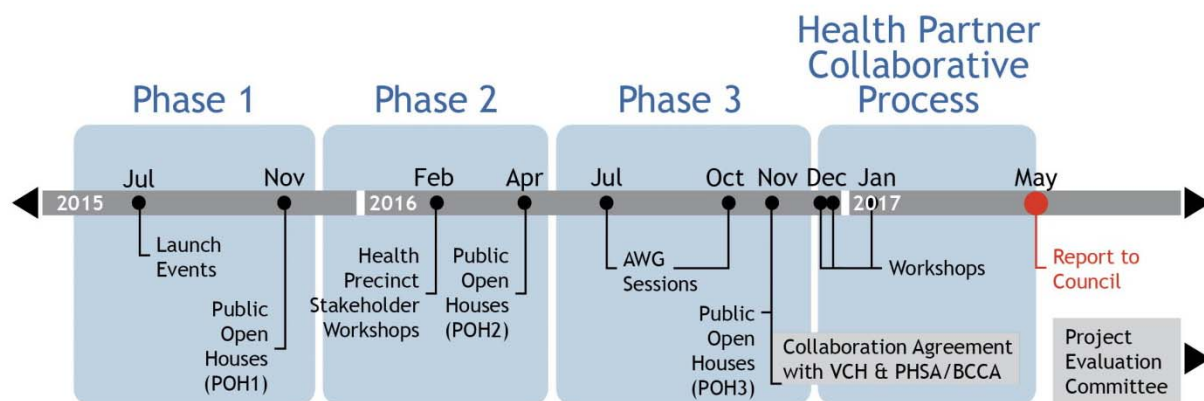 Phase 1
Phase 2
Phase 3
Health Partner
Collaborative
Process
Jul
Nov
Feb
Apr
Jul
Oct
Nov
Dec
Jan
May
2015
2016
2017
Launch
Events
Public
Open
Houses
(POH1)
Health
Precinct
Stakeholder
Workshops
Public
Open
Houses
(POH2)
AWG
Sessions
Public
Open
Houses
(POH3)
Collaboration Agreement
with VCH & PHSA/BCCA
Workshops
Report to
Council
Project
Evaluation
Committee